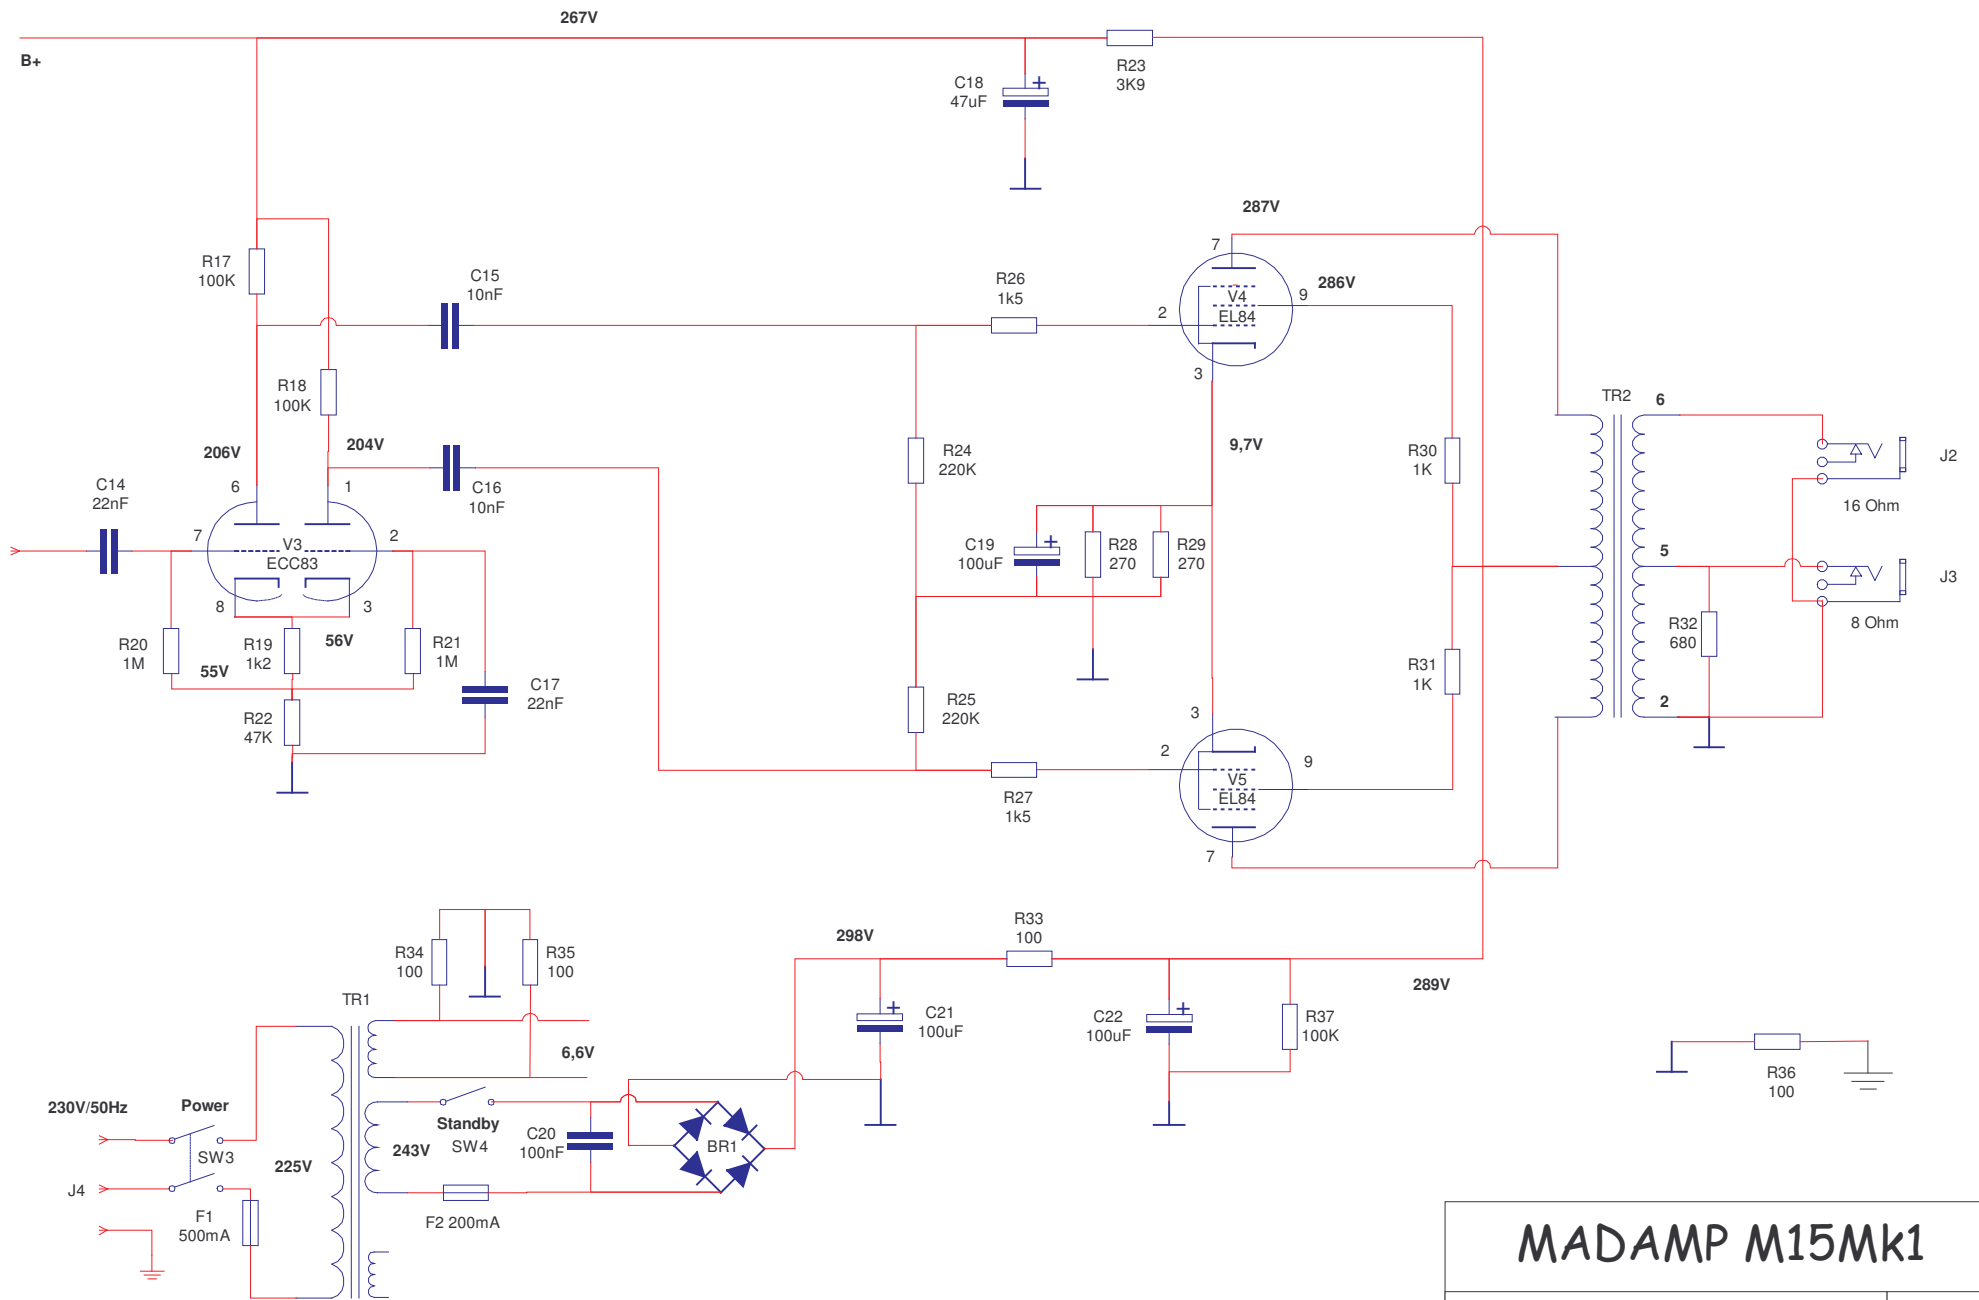 267V
B+
R23
3K9
C18
47uF
+
287V
7
R17
100K
C15
10nF
R26
1k5
286V
9
V4
EL84
2
3
R18
100K
TR2
6
206V
204V
R24
220K
9,7V
R30
1K
J2
6
1
C14
22nF
C16
10nF
16 Ohm
7
2
V3
ECC83
C19
100uF
+
R28
270
R29
270
5
J3
8
3
8 Ohm
R20
1M
R19
1k2
56V
R21
1M
R32
680
55V
R31
1K
C17
22nF
R22
47K
R25
220K
3
2
2
9
V5
EL84
R27
1k5
7
R34
100
R35
100
298V
R33
100
289V
TR1
C21
100uF
+
C22
100uF
+
R37
100K
6,6V
R36
100
230V/50Hz
Power
Standby
SW4
C20
100nF
BR1
SW3
225V
243V
J4
F1
500mA
F2 200mA
MADAMP M15Mk1